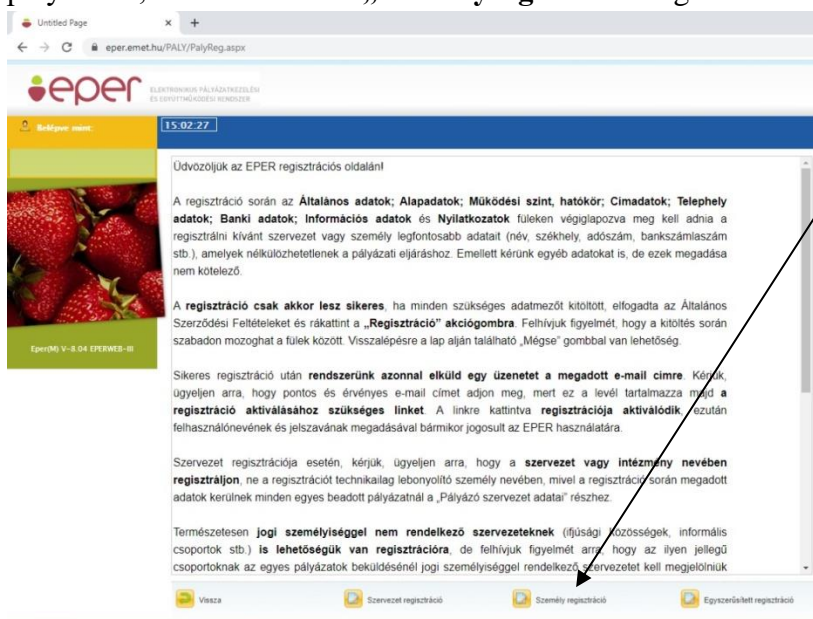 Untitled Page
eper.emet.hu/PALY/PalyReg.aspx
eper
ELEKTRONIKUS PÁLYÁZATKEZELÉSI
ÉS EGYÜTTMŰKÖDÉSI RENDSZER
Belépve mint:
15:02:27
Üdvözöljük az EPER regisztrációs oldalán!
A regisztráció során az Általános adatok; Alapadatok; Működési szint, hatókör; Címadatok; Telephely
adatok; Banki adatok; Információs adatok és Nyilatkozatok füleken végiglapozva meg kell adnia a
regisztrálni kívánt szervezet vagy személy legfontosabb adatait (név, székhely, adószám, bankszámlaszám
stb.), amelyek nélkülözhetetlenek a pályázati eljáráshoz. Emellett kérünk egyéb adatokat is, de ezek megadása
nem kötelező.
A regisztráció csak akkor lesz sikeres, ha minden szükséges adatmezőt kitöltött, elfogadta az Általános
Szerződési Feltételeket és rákattint a „Regisztráció” akciógombra. Felhívjuk figyelmét, hogy a kitöltés során
szabadon mozoghat a fülek között. Visszalépésre a lap alján található „Mégse” gombbal van lehetőség.
Sikeres regisztráció után rendszerünk azonnal elküld egy üzenetet a megadott e-mail címre. Kérjük,
ügyeljen arra, hogy pontos és érvényes e-mail címet adjon meg, mert ez a levél tartalmazza majd a
regisztráció aktiválásához szükséges linket. A linkre kattintva regisztrációja aktiválódik, ezután
felhasználónevének és jelszavának megadásával bármikor jogosult az EPER használatára.
Szervezet regisztrációja esetén, kérjük, ügyeljen arra, hogy a szervezet vagy intézmény nevében
regisztráljon, ne a regisztrációt technikailag lebonyolító személy nevében, mivel a regisztráció során megadott
adatok kerülnek minden egyes beadott pályázatnál a „Pályázó szervezet adatai” részhez.
Természetesen jogi személyiséggel nem rendelkező szervezeteknek (ifjúsági közösségek, informális
csoportok stb.) is lehetőségük van regisztrációra, de felhívjuk figyelmét arra, hogy az ilyen jellegű
csoportoknak az egyes pályázatok beküldésénél jogi személyiséggel rendelkező szervezetet kell megjelölniük
Eper(M) V-8.04 EPERWEB-III
Vissza
Szervezet regisztráció
Személy regisztráció
Egyszerűsített regisztráció